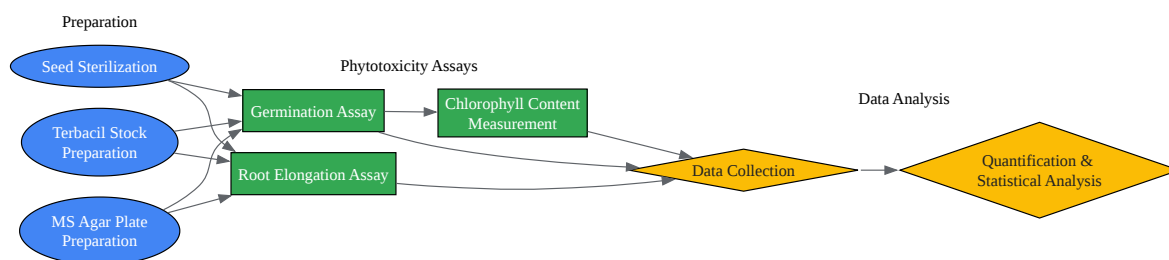 Preparation
Seed Sterilization
Terbacil Stock
Preparation
MS Agar Plate
Preparation
Phytotoxicity Assays
Germination Assay
Root Elongation Assay
Chlorophyll Content
Measurement
Data Analysis
Data Collection
Quantification &
Statistical Analysis